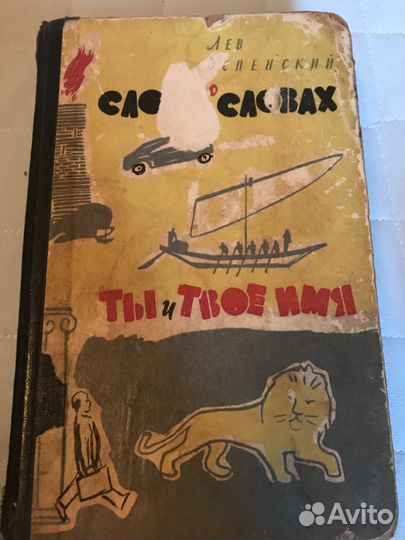 Лев
спенский
Сло о словах
Ты и твое имя
Avito